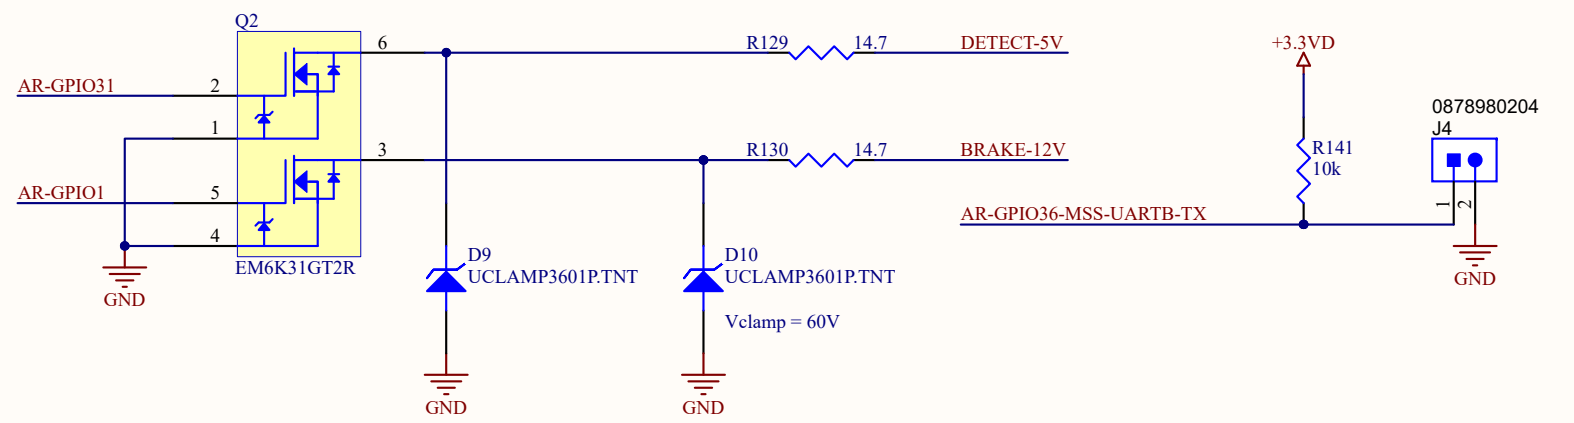 Q2
6
R129
14.7
DETECT-5V
+3.3VD
AR-GPIO31
2
0878980204
J4
1
3
R130
14.7
BRAKE-12V
R141
10k
AR-GPIO1
5
1
2
AR-GPIO36-MSS-UARTB-TX
4
EM6K31GT2R
GND
D9
UCLAMP3601P.TNT
D10
UCLAMP3601P.TNT
GND
Vclamp = 60V
GND
GND